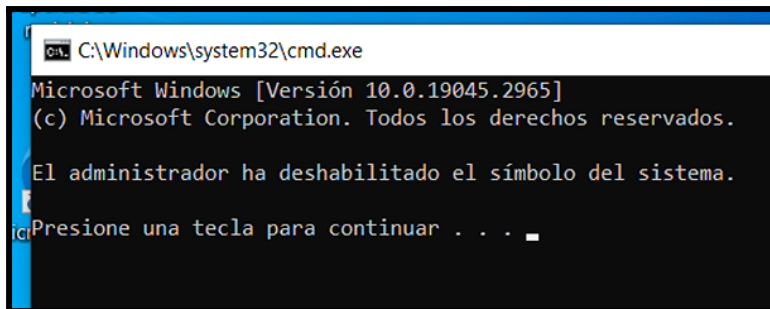 C:\Windows\system32\cmd.exe
Microsoft Windows [Versión 10.0.19045.2965]
(c) Microsoft Corporation. Todos los derechos reservados.
El administrador ha deshabilitado el símbolo del sistema.
Presione una tecla para continuar . . .